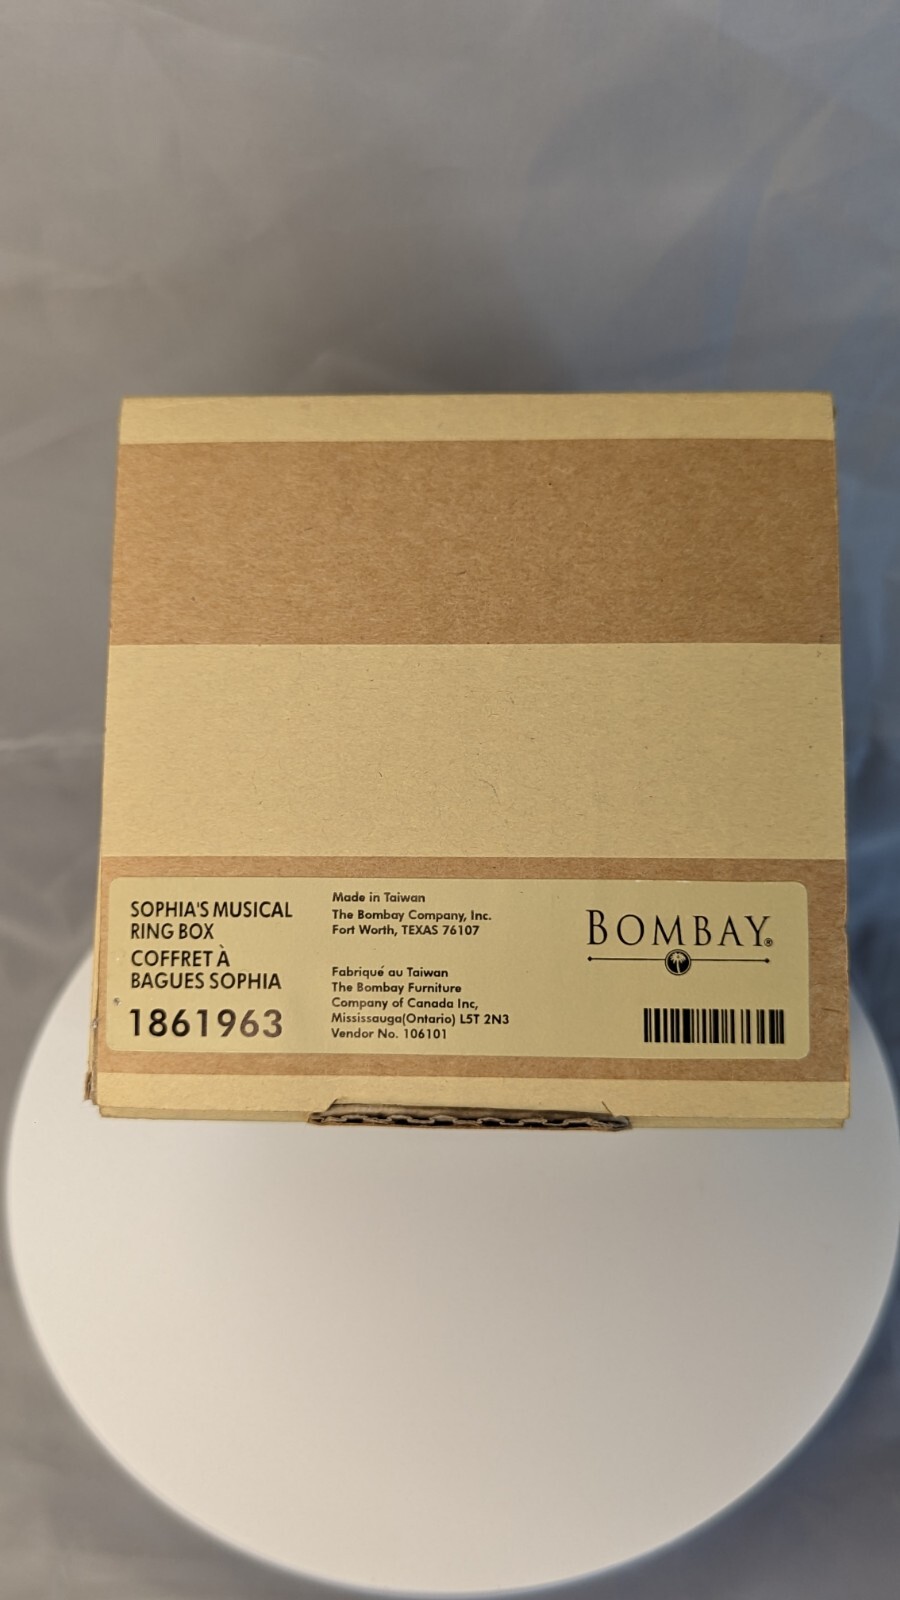 SOPHIA'S MUSICAL
RING BOX
COFFRET À
BAGUES SOPHIA
1861963
Made in Taiwan
The Bombay Company, Inc.
Fort Worth, TEXAS 76107
Fabriqué au Taiwan
The Bombay Furniture
Company of Canada Inc,
Mississauga(Ontario) L5T 2N3
Vendor No. 106101
BOMBAY®